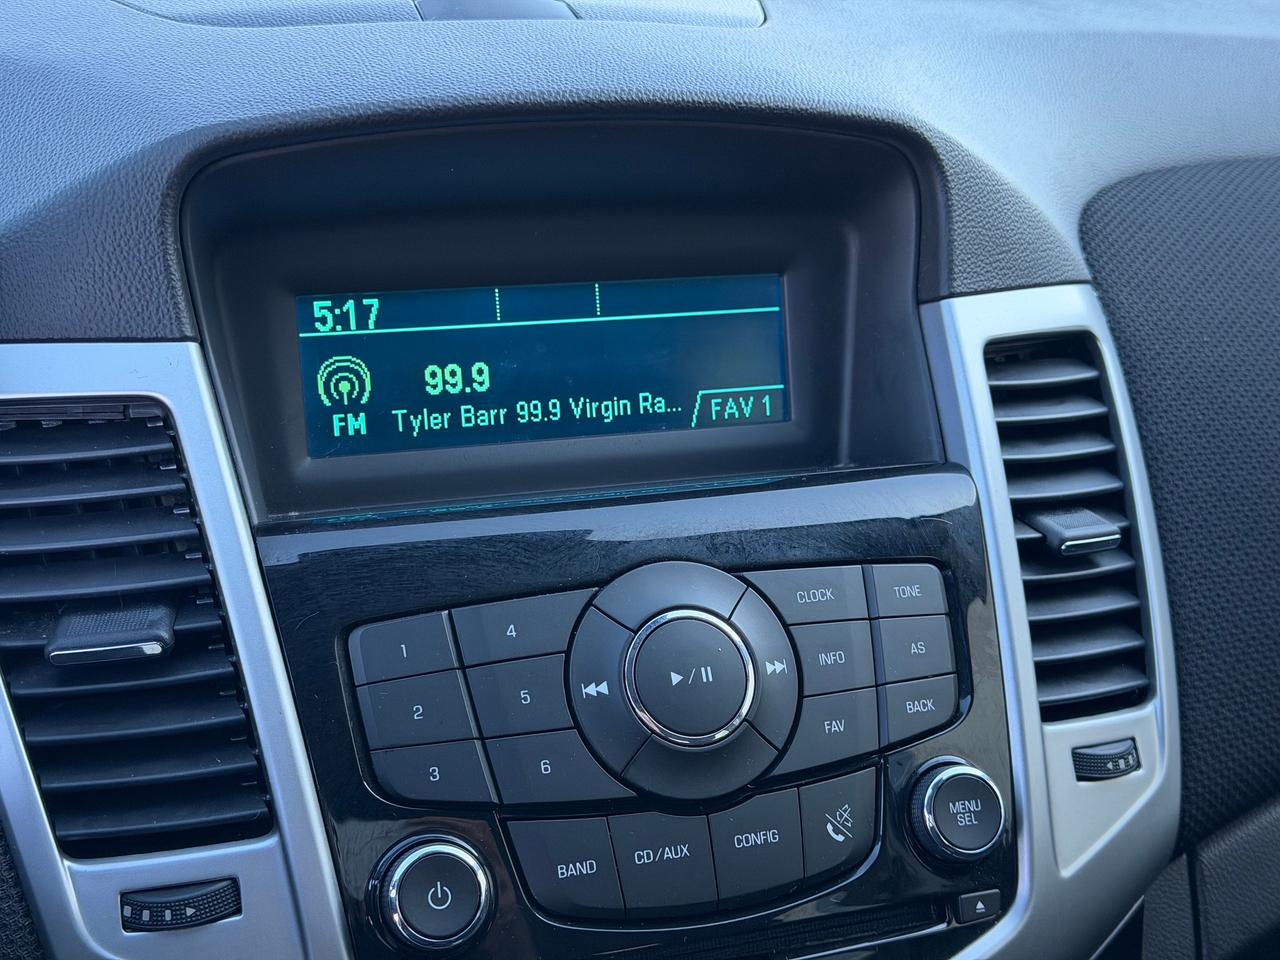 5:17
99.9
FM
Tyler Barr 99.9 Virgin Ra...
FAV 1
1
4
2
5
3
6
CLOCK
TONE
INFO
AS
FAV
BACK
BAND
CD/AUX
CONFIG
MENU
SEL